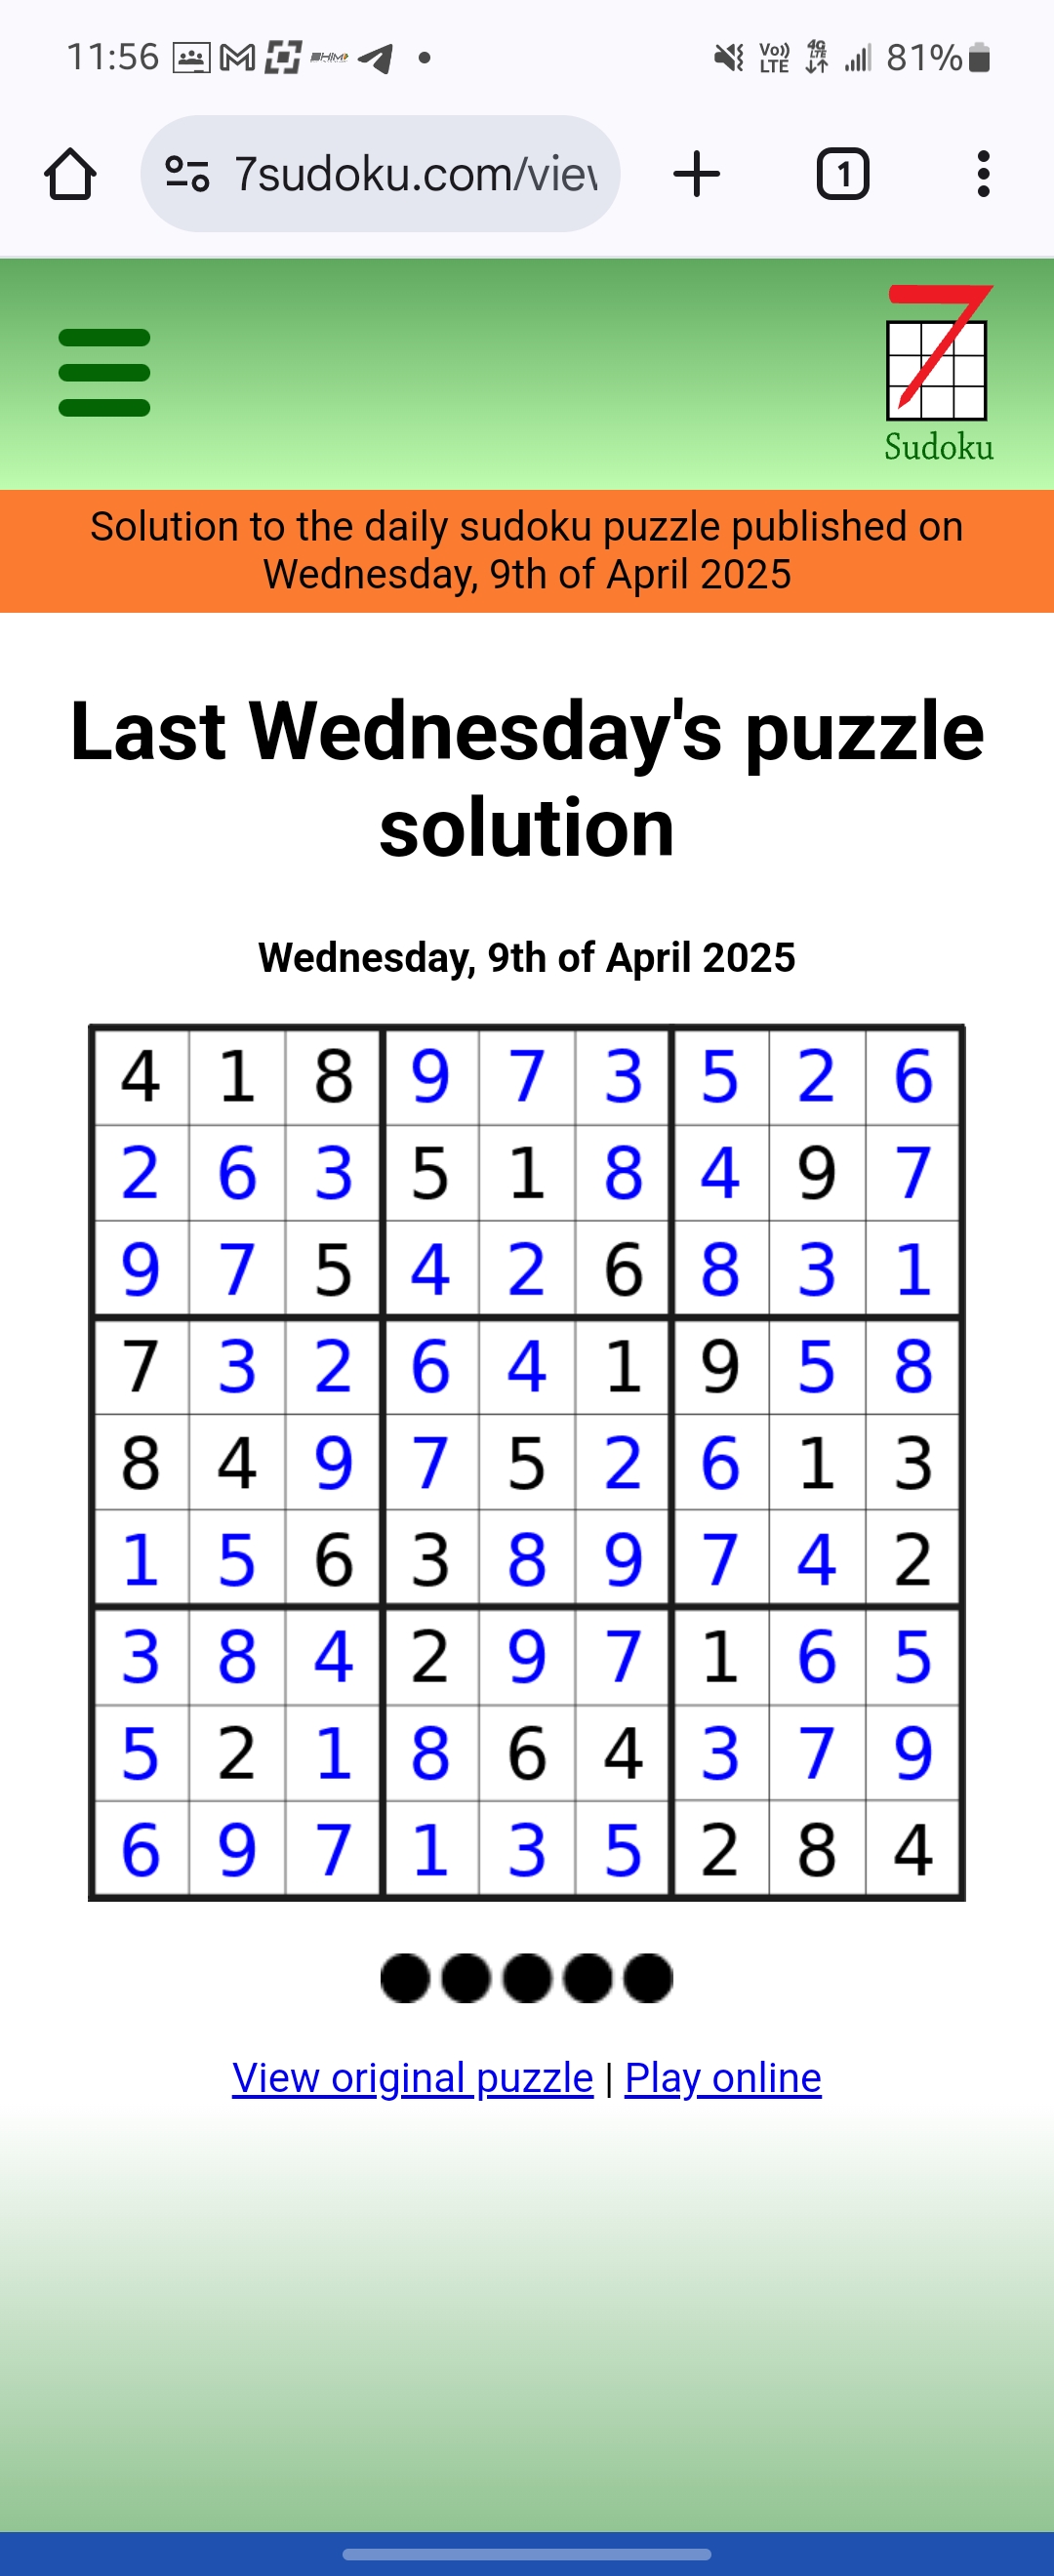 11:56
Vo))
LTE
4G
LTE
81%
7sudoku.com/view
1
7
Sudoku
Solution to the daily sudoku puzzle published on
Wednesday, 9th of April 2025
Last Wednesday's puzzle
solution
Wednesday, 9th of April 2025
4 1 8 9 7 3 5 2 6
2 6 3 5 1 8 4 9 7
9 7 5 4 2 6 8 3 1
7 3 2 6 4 1 9 5 8
8 4 9 7 5 2 6 1 3
1 5 6 3 8 9 7 4 2
3 8 4 2 9 7 1 6 5
5 2 1 8 6 4 3 7 9
6 9 7 1 3 5 2 8 4
View original puzzle | Play online